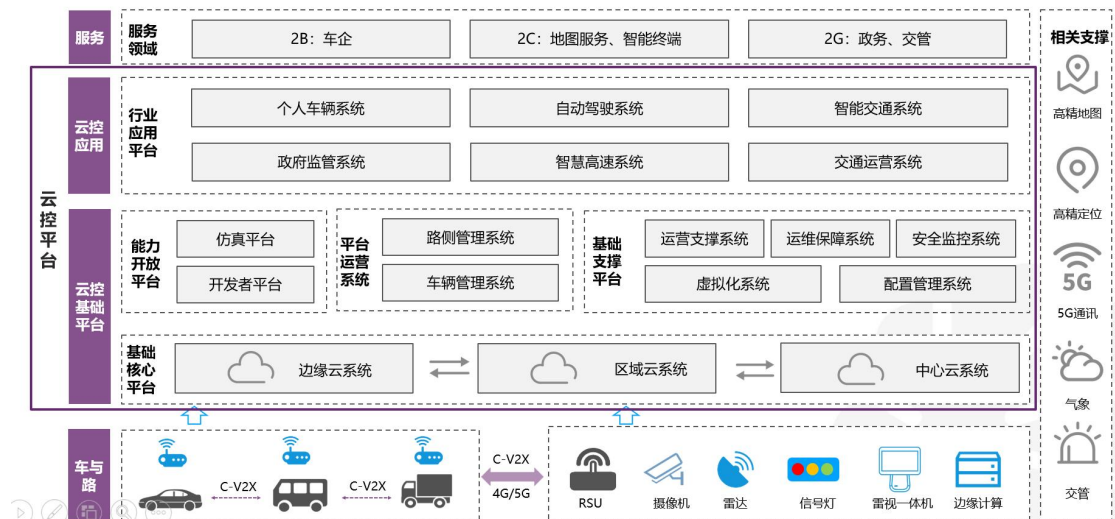 服务
服务
领域
2B：车企
2C：地图服务、智能终端
2G：政务、交管
云控平台
云控
应用
行业
应用
平台
个人车辆系统
自动驾驶系统
智能交通系统
政府监管系统
智慧高速系统
交通运营系统
云控
基础
平台
能力
开放
平台
仿真平台
开发者平台
平台
运营
系统
路侧管理系统
车辆管理系统
基础
支撑
平台
运营支撑系统
运维保障系统
安全监控系统
虚拟化系统
配置管理系统
基础
核心
平台
边缘云系统
区域云系统
中心云系统
车与
路
C-V2X
C-V2X
C-V2X
4G/5G
RSU
摄像机
雷达
信号灯
雷视一体机
边缘计算
相关支撑
高精地图
高精定位
5G
5G通讯
气象
交管